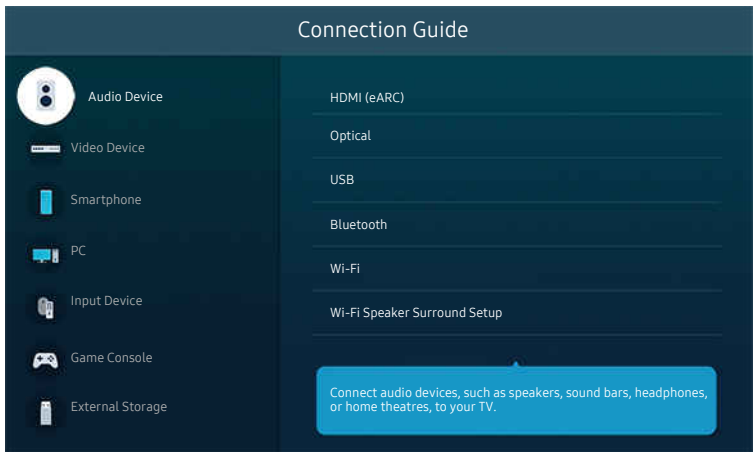 Connection Guide
Audio Device
Video Device
Smartphone
PC
Input Device
Game Console
External Storage
HDMI (eARC)
Optical
USB
Bluetooth
Wi-Fi
Wi-Fi Speaker Surround Setup
Connect audio devices, such as speakers, sound bars, headphones,
or home theatres, to your TV.